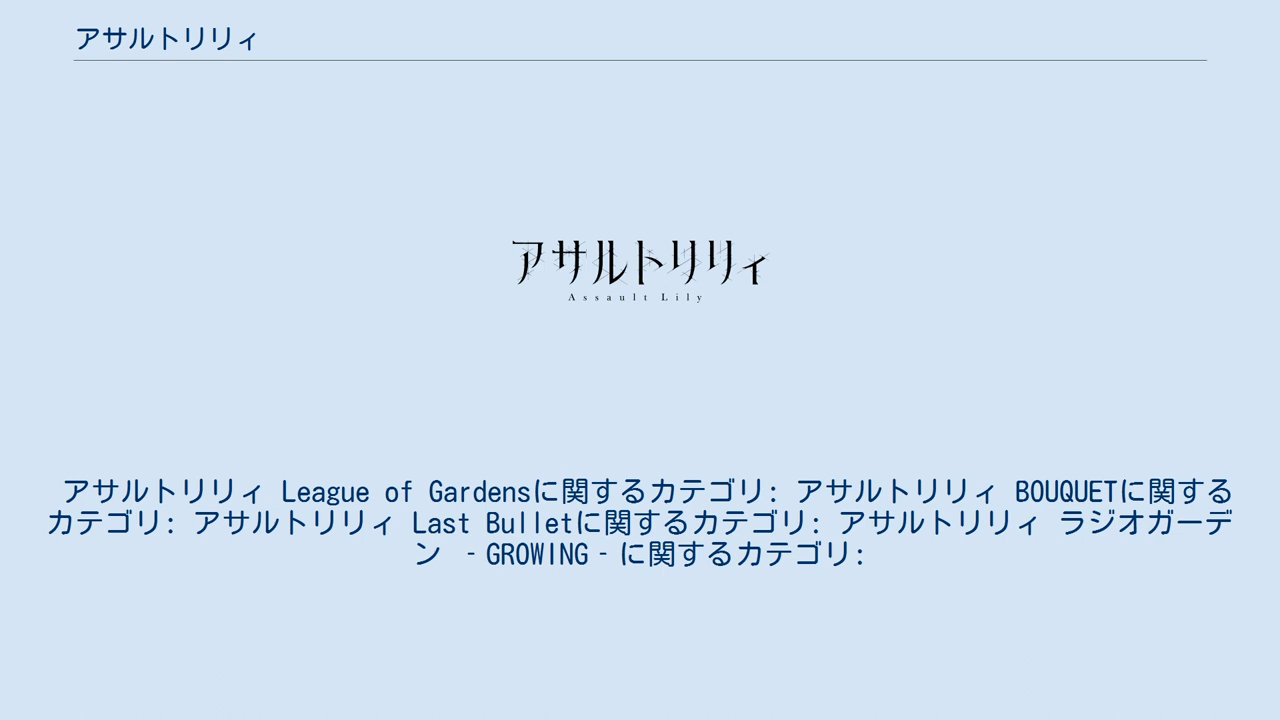 アサルトリリィ
アサルトリリィ
Assault Lily
アサルトリリィ League of Gardensに関するカテゴリ: アサルトリリィ BOUQUETに関する
カテゴリ: アサルトリリィ Last Bulletに関するカテゴリ: アサルトリリィ ラジオガーデ
ン ‐GROWING‐に関するカテゴリ: